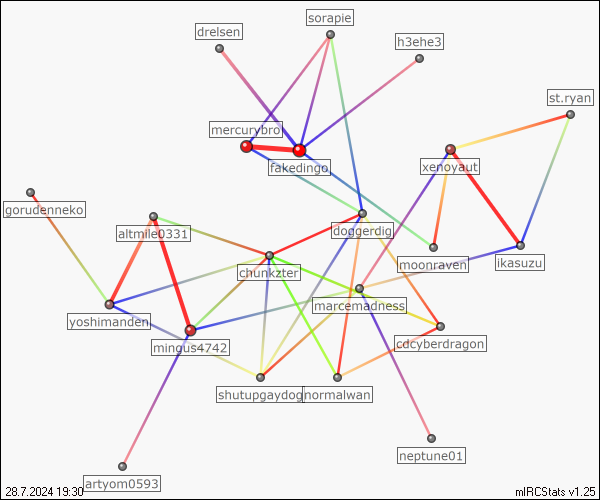 sorapie
drelsen
h3ehe3
st.ryan
mercurybro
fakedingo
xenoyaut
gorudenneko
altmile0331
doggerdig
moonraven
ikasuzu
chunkzter
marcemadness
yoshimanden
mingus4742
cdcyberdragon
shutupgaydog
normalwan
neptune01
artyom0593
28.7.2024 19:30
mIRCStats v1.25